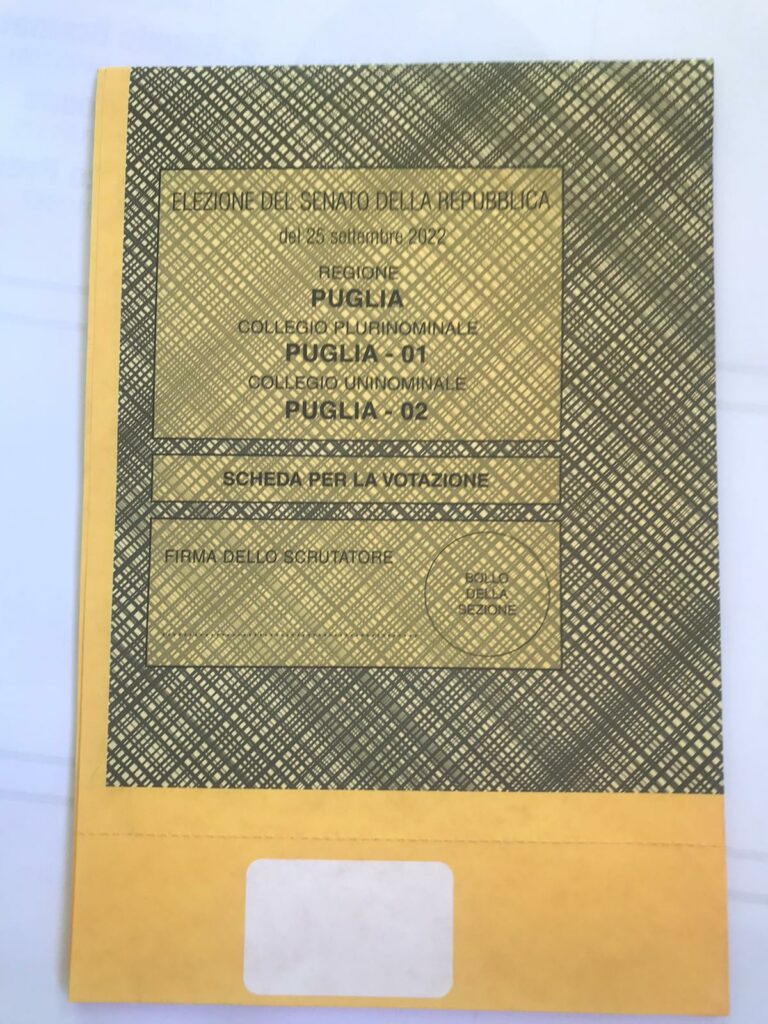 ELEZIONE DEL SENATO DELLA REPUBBLICA
del 25 settembre 2022
REGIONE
PUGLIA
COLLEGIO PLURINOMINALE
PUGLIA - 01
COLLEGIO UNINOMINALE
PUGLIA - 02
SCHEDA PER LA VOTAZIONE
FIRMA DELLO SCRUTATORE
BOLLO
DELLA
SEZIONE